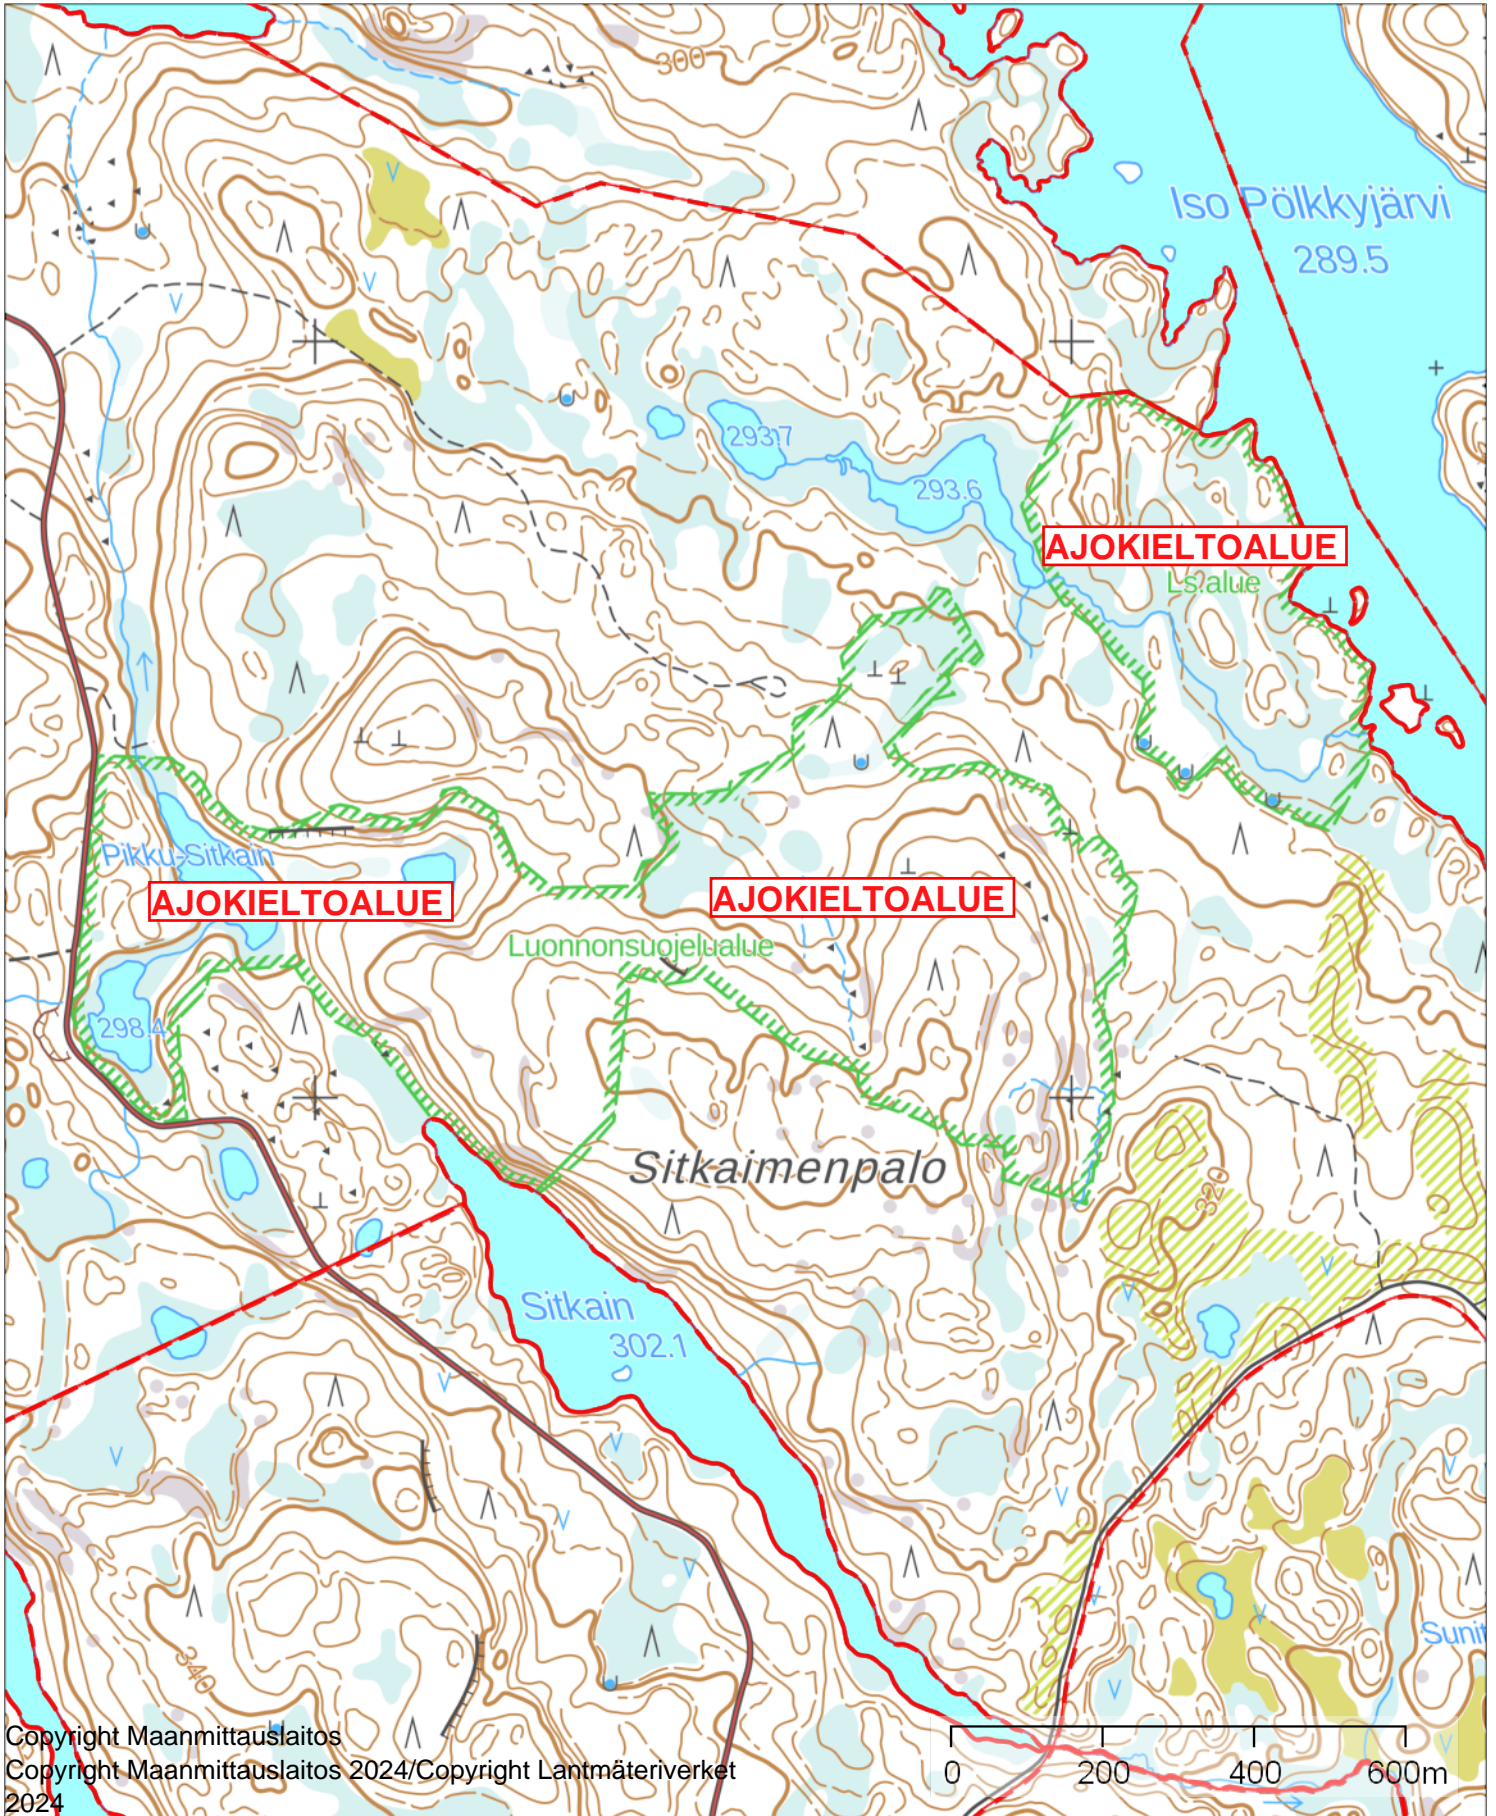 300
Iso Pölkkyjärvi
289.5
293.7
293.6
AJOKIELTOALUE
Ls.alue
Pikku-Sitkain
AJOKIELTOALUE
AJOKIELTOALUE
Luonnonsuojelualue
298.4
Sitkaimenpalo
320
Sitkain
302.1
Sunit
340
Copyright Maanmittauslaitos
Copyright Maanmittauslaitos 2024/Copyright Lantmäteriverket
2024
0 200 400 600m